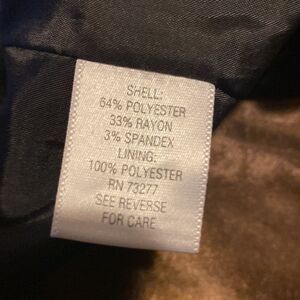 SHELL:
64% POLYESTER
33% RAYON
3% SPANDEX
LINING:
100% POLYESTER
RN 73277
SEE REVERSE
FOR CARE